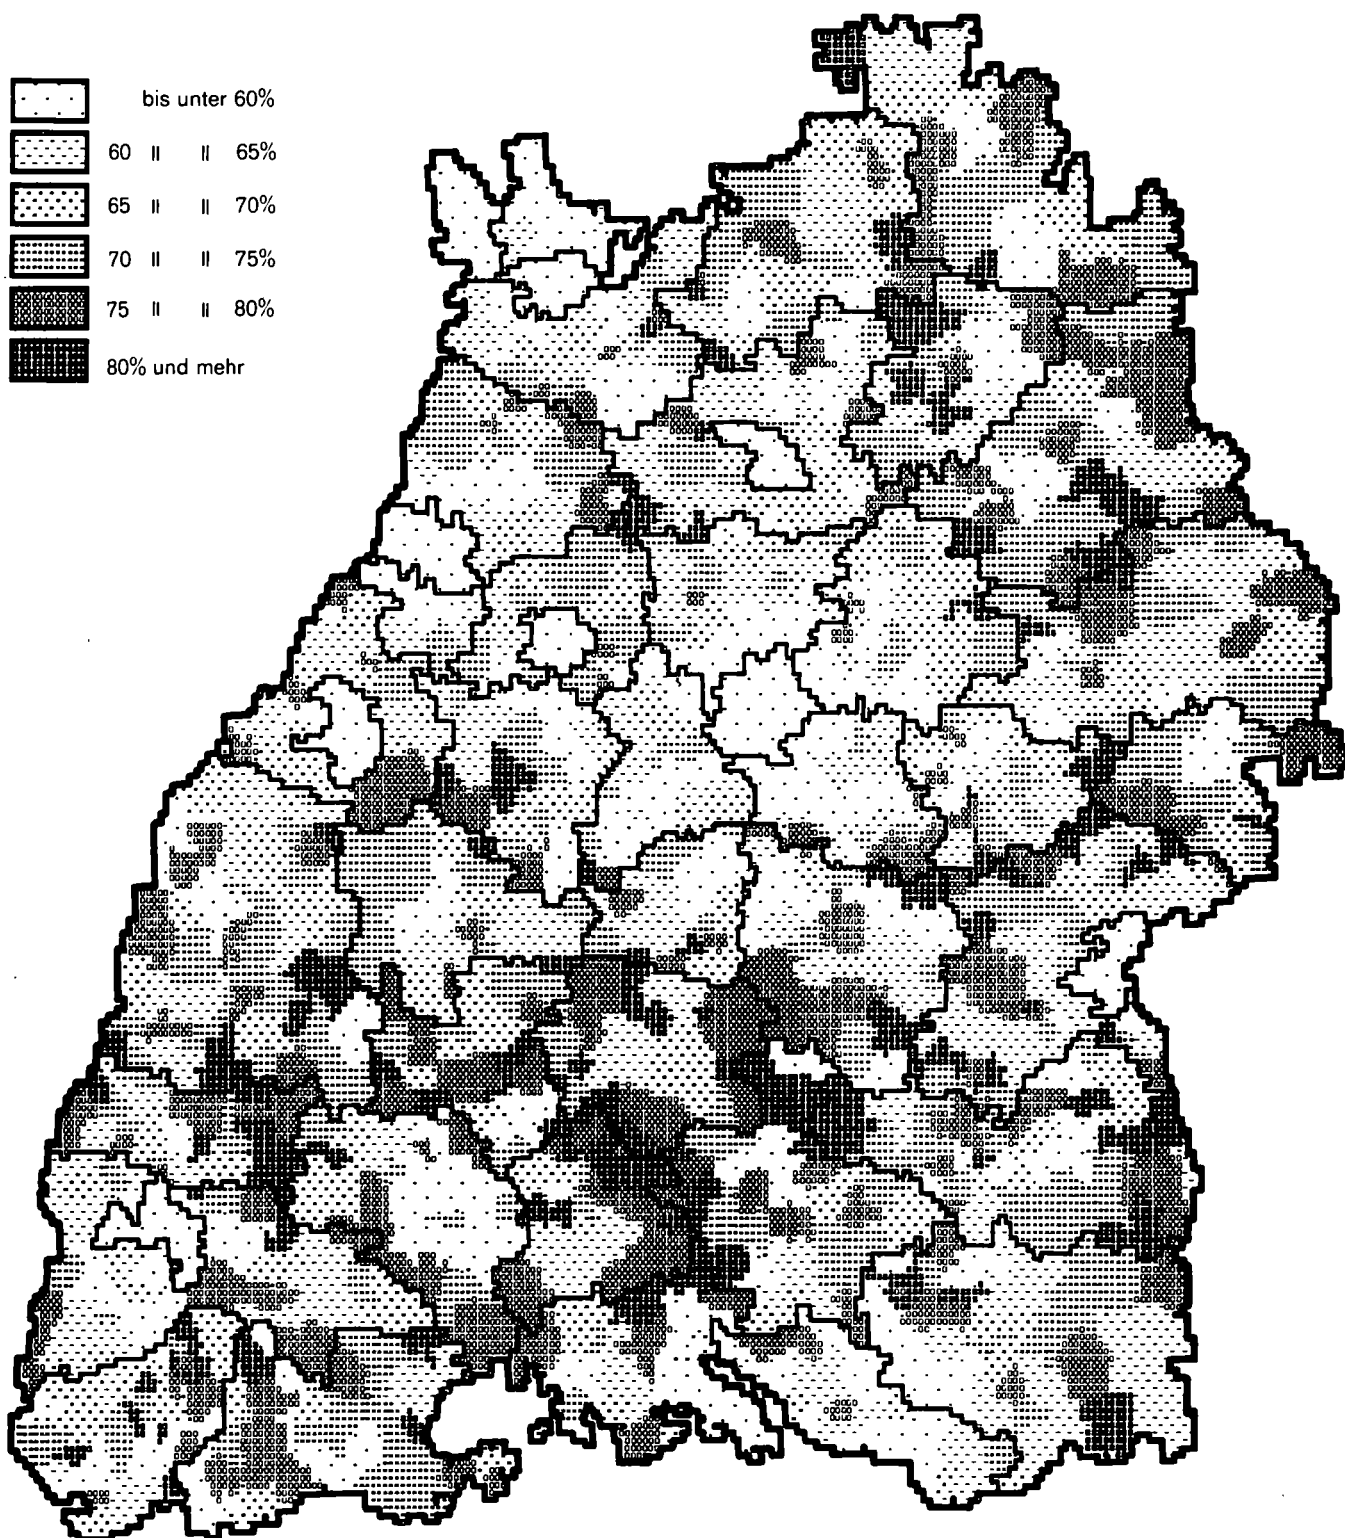 bis unter 60%
60 〃 〃 65%
65 〃 〃 70%
70 〃 〃 75%
75 〃 〃 80%
80% und mehr